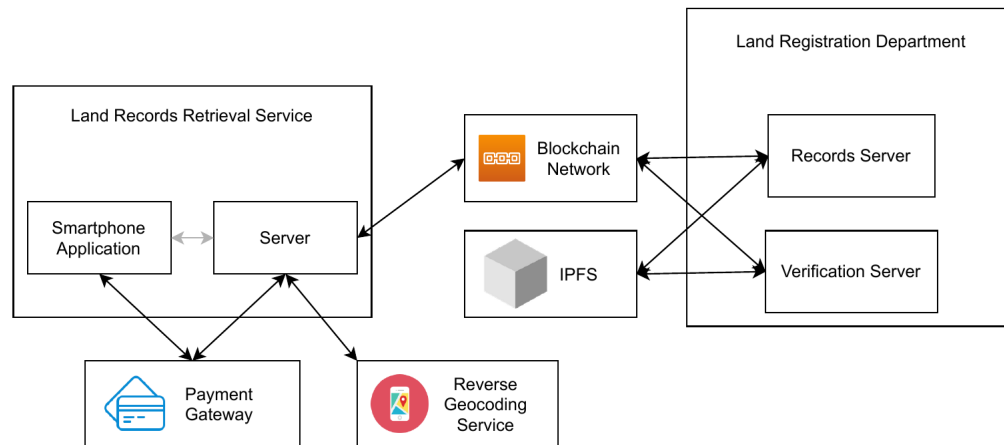 Land Registration Department
Land Records Retrieval Service
Blockchain
Network
Records Server
Smartphone
Application
Server
IPFS
Verification Server
Payment
Gateway
Reverse
Geocoding
Service